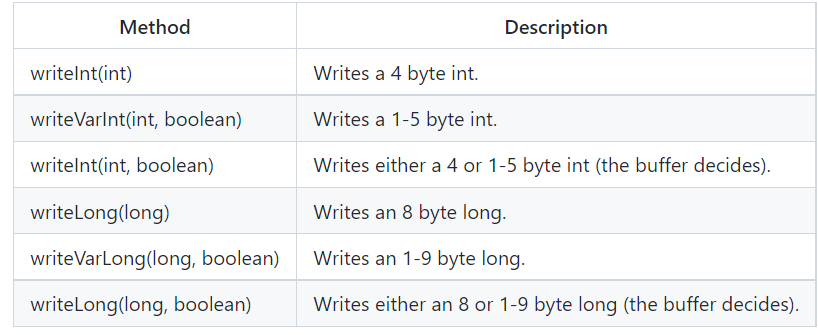 Method Description
writeInt(int) Writes a 4 byte int.
writeVarInt(int, boolean) Writes a 1-5 byte int.
writeInt(int, boolean) Writes either a 4 or 1-5 byte int (the buffer decides).
writeLong(long) Writes an 8 byte long.
writeVarLong(long, boolean) Writes an 1-9 byte long.
writeLong(long, boolean) Writes either an 8 or 1-9 byte long (the buffer decides).